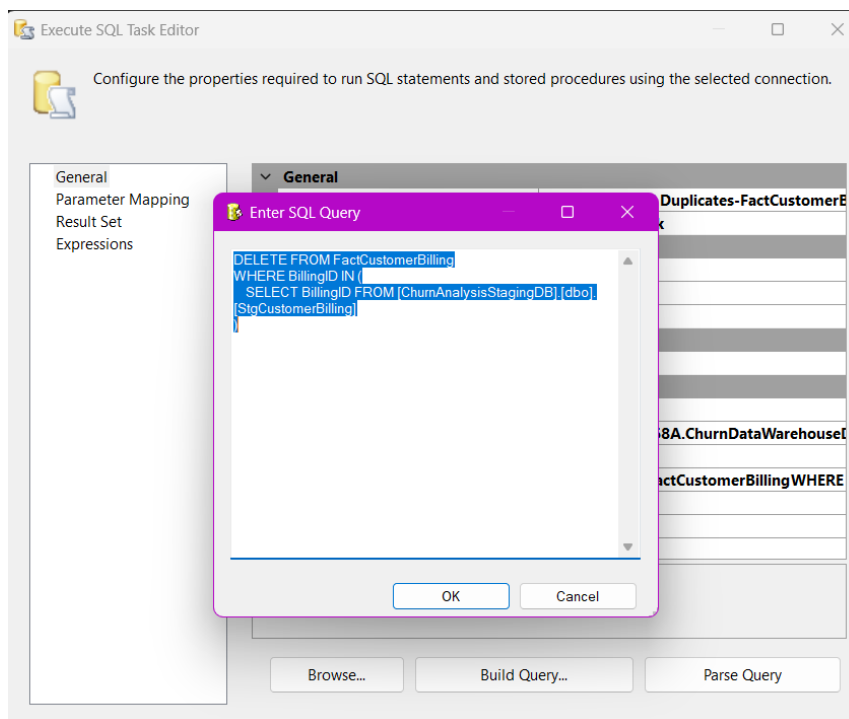 Execute SQL Task Editor
Configure the properties required to run SQL statements and stored procedures using the selected connection.
General
Parameter Mapping
Result Set
Expressions
General
Duplicates-FactCustomerB
Enter SQL Query
DELETE FROM FactCustomerBilling
WHERE BillingID IN (
SELECT BillingID FROM [ChurnAnalysisStagingDB].[dbo].
[StgCustomerBilling]
)
8A.ChurnDataWarehouse
actCustomerBillingWHERE
OK
Cancel
Browse...
Build Query...
Parse Query